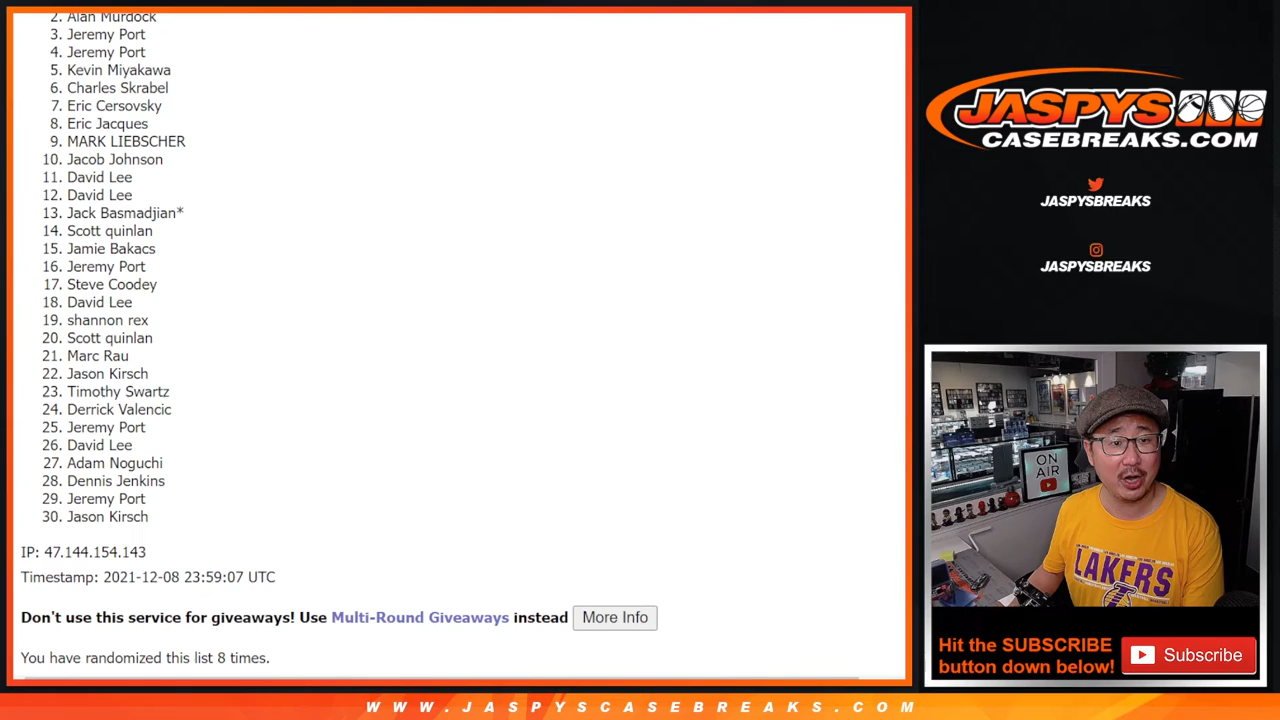 2. Alan Murdock
3. Jeremy Port
4. Jeremy Port
5. Kevin Miyakawa
6. Charles Skrabel
7. Eric Cersovsky
8. Eric Jacques
9. MARK LIEBSCHER
10. Jacob Johnson
11. David Lee
12. David Lee
13. Jack Basmadjian*
14. Scott quinlan
15. Jamie Bakacs
16. Jeremy Port
17. Steve Coodey
18. David Lee
19. shannon rex
20. Scott quinlan
21. Marc Rau
22. Jason Kirsch
23. Timothy Swartz
24. Derrick Valencic
25. Jeremy Port
26. David Lee
27. Adam Noguchi
28. Dennis Jenkins
29. Jeremy Port
30. Jason Kirsch
IP: 47.144.154.143
Timestamp: 2021-12-08 23:59:07 UTC
Don't use this service for giveaways! Use Multi-Round Giveaways instead More Info
You have randomized this list 8 times.
JASPYS
CASEBREAKS.COM
JASPYSBREAKS
JASPYSBREAKS
ON
AIR
LAKERS
Hit the SUBSCRIBE
button down below!
Subscribe
WWW.JASPYSCASEBREAKS.COM